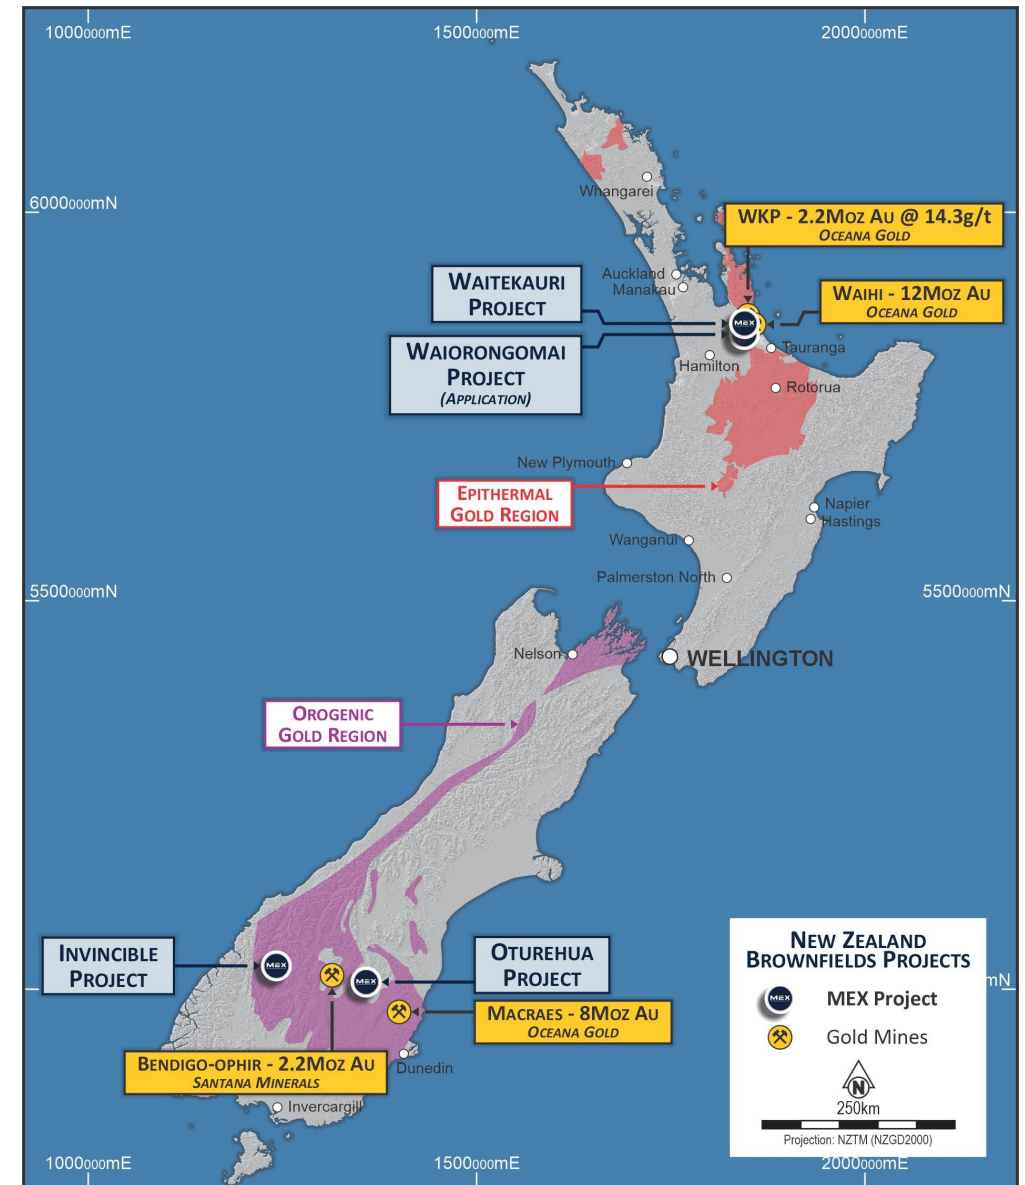 1000000mE
1500000mE
2000000mE
6000000mN
Whangarei
WKP - 2.2Moz Au @ 14.3g/t
Oceana Gold
Auckland
Manakau
Waitekauri
Project
Waihi - 12Moz Au
Oceana Gold
MEX
Waiorongomai
Project
(Application)
Tauranga
Hamilton
Rotorua
New Plymouth
Epithermal
Gold Region
Napier
Hastings
Wanganui
Palmerston North
5500000mN
5500000mN
Nelson
WELLINGTON
Orogenic
Gold Region
Invincible
Project
MEX
MEX
Oturehua
Project
Macraes - 8Moz Au
Oceana Gold
Bendigo-ophir - 2.2Moz Au
Santana Minerals
Dunedin
Invercargill
New Zealand
Brownfields Projects
mN
MEX
MEX Project
Gold Mines
N
250km
Projection: NZTM (NZGD2000)
1000000mE
1500000mE
2000000mE